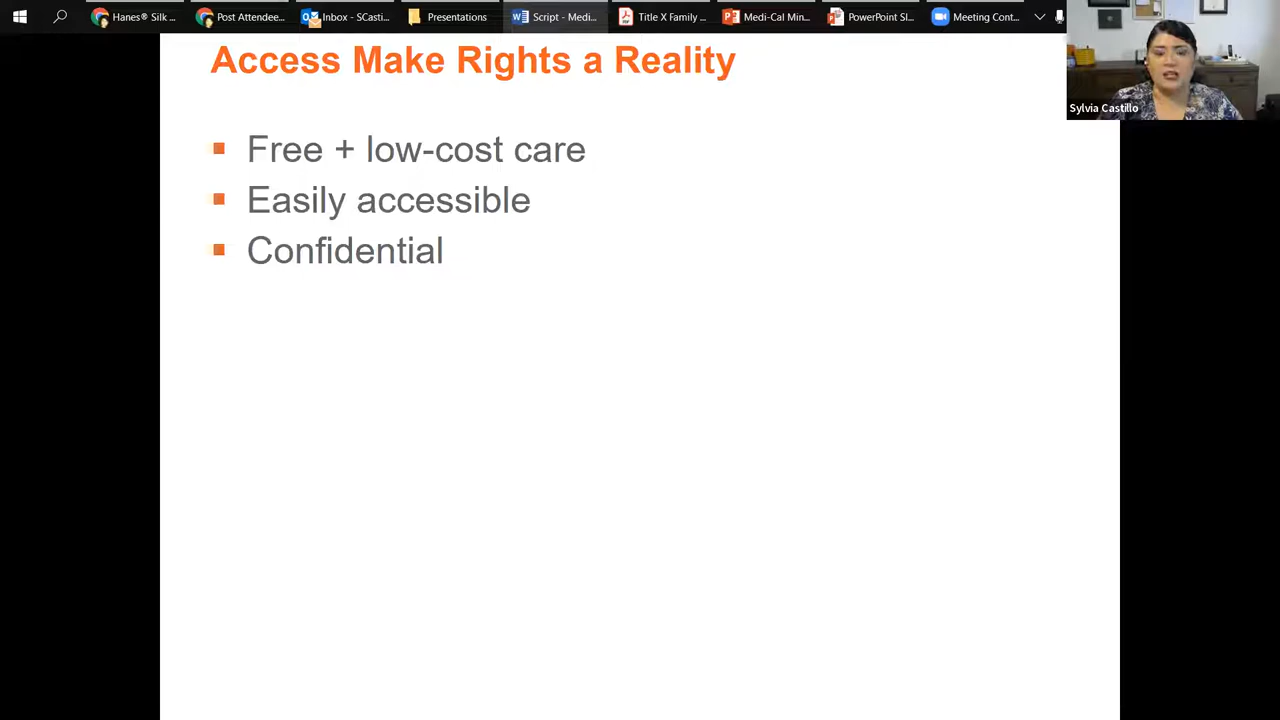 Hanes® Silk ...
Post Attendee...
Inbox - SCasti...
Presentations
Script - Medi...
Title X Family ...
Medi-Cal Min...
PowerPoint Sl...
Meeting Cont...
Access Make Rights a Reality
Sylvia Castillo
Free + low-cost care
Easily accessible
Confidential